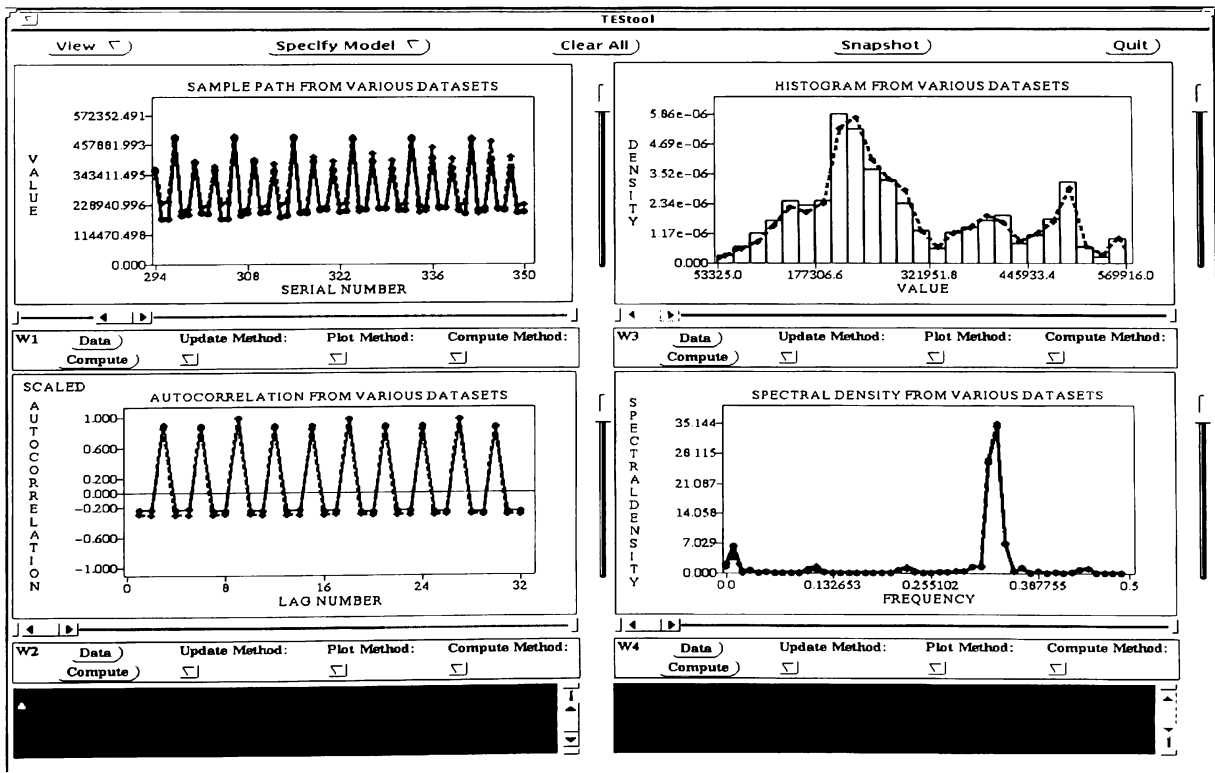 TEStool
View Specify Model Clear All Snapshot Quit
SAMPLE PATH FROM VARIOUS DATASETS
VALUE
572352.491
457881.993
343411.495
228940.996
114470.498
0.000
294 308 322 336 350
SERIAL NUMBER
W1 Data Update Method: Plot Method: Compute Method:
Compute
HISTOGRAM FROM VARIOUS DATASETS
DENSITY
5.86e-06
4.69e-06
3.52e-06
2.34e-06
1.17e-06
0.000
53325.0 177306.6 321951.8 445933.4 569916.0
VALUE
W3 Data Update Method: Plot Method: Compute Method:
Compute
SCALED
AUTOCORRELATION
AUTOCORRELATION FROM VARIOUS DATASETS
1.000
0.600
0.200
0.000
-0.200
-0.600
-1.000
0 8 16 24 32
LAG NUMBER
W2 Data Update Method: Plot Method: Compute Method:
Compute
SPECTRAL DENSITY FROM VARIOUS DATASETS
SPECTRALDENSITY
35.144
28.115
21.087
14.058
7.029
0.000
0.0 0.132653 0.255102 0.387755 0.5
FREQUENCY
W4 Data Update Method: Plot Method: Compute Method:
Compute